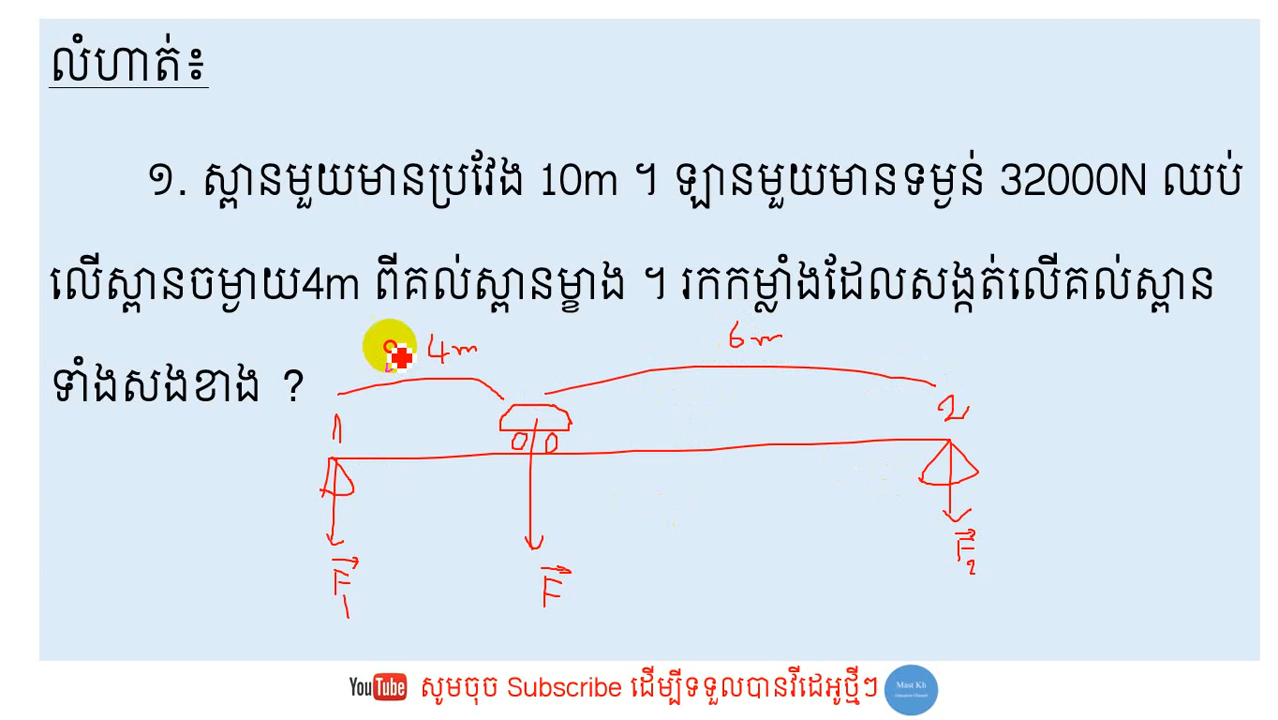 លំហាត់៖
១. ស្ពានមួយមានប្រវែង 10m ។ ឡានមួយមានទម្ងន់ 32000N ឈប់
លើស្ពានចម្ងាយ4m ពីគល់ស្ពានម្ខាង ។ រកកម្លាំងដែលសង្កត់លើគល់ស្ពាន
ទាំងសងខាង ?
4m
6m
1
2
F1
F
F2
YouTube សូមចុច Subscribe ដើម្បីទទួលបានវីដេអូថ្មីៗ
Mast Kh